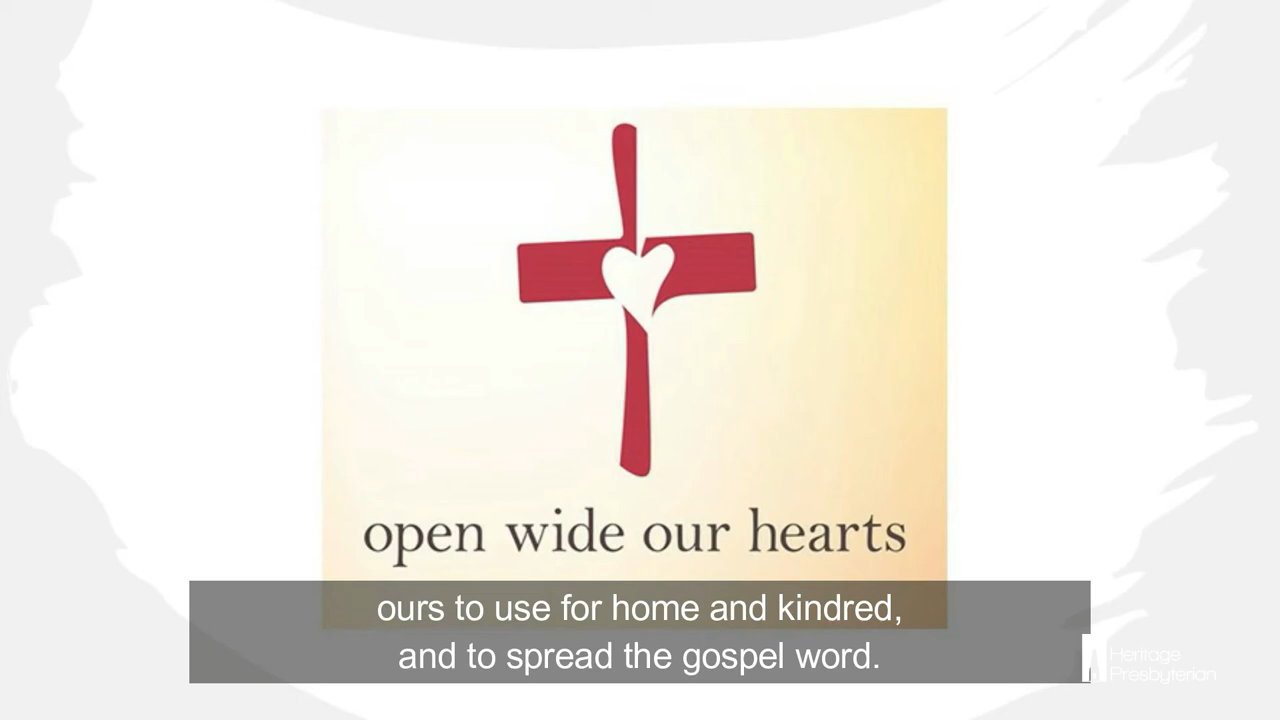 open wide our hearts
ours to use for home and kindred,
and to spread the gospel word.
Heritage
Presbyterian